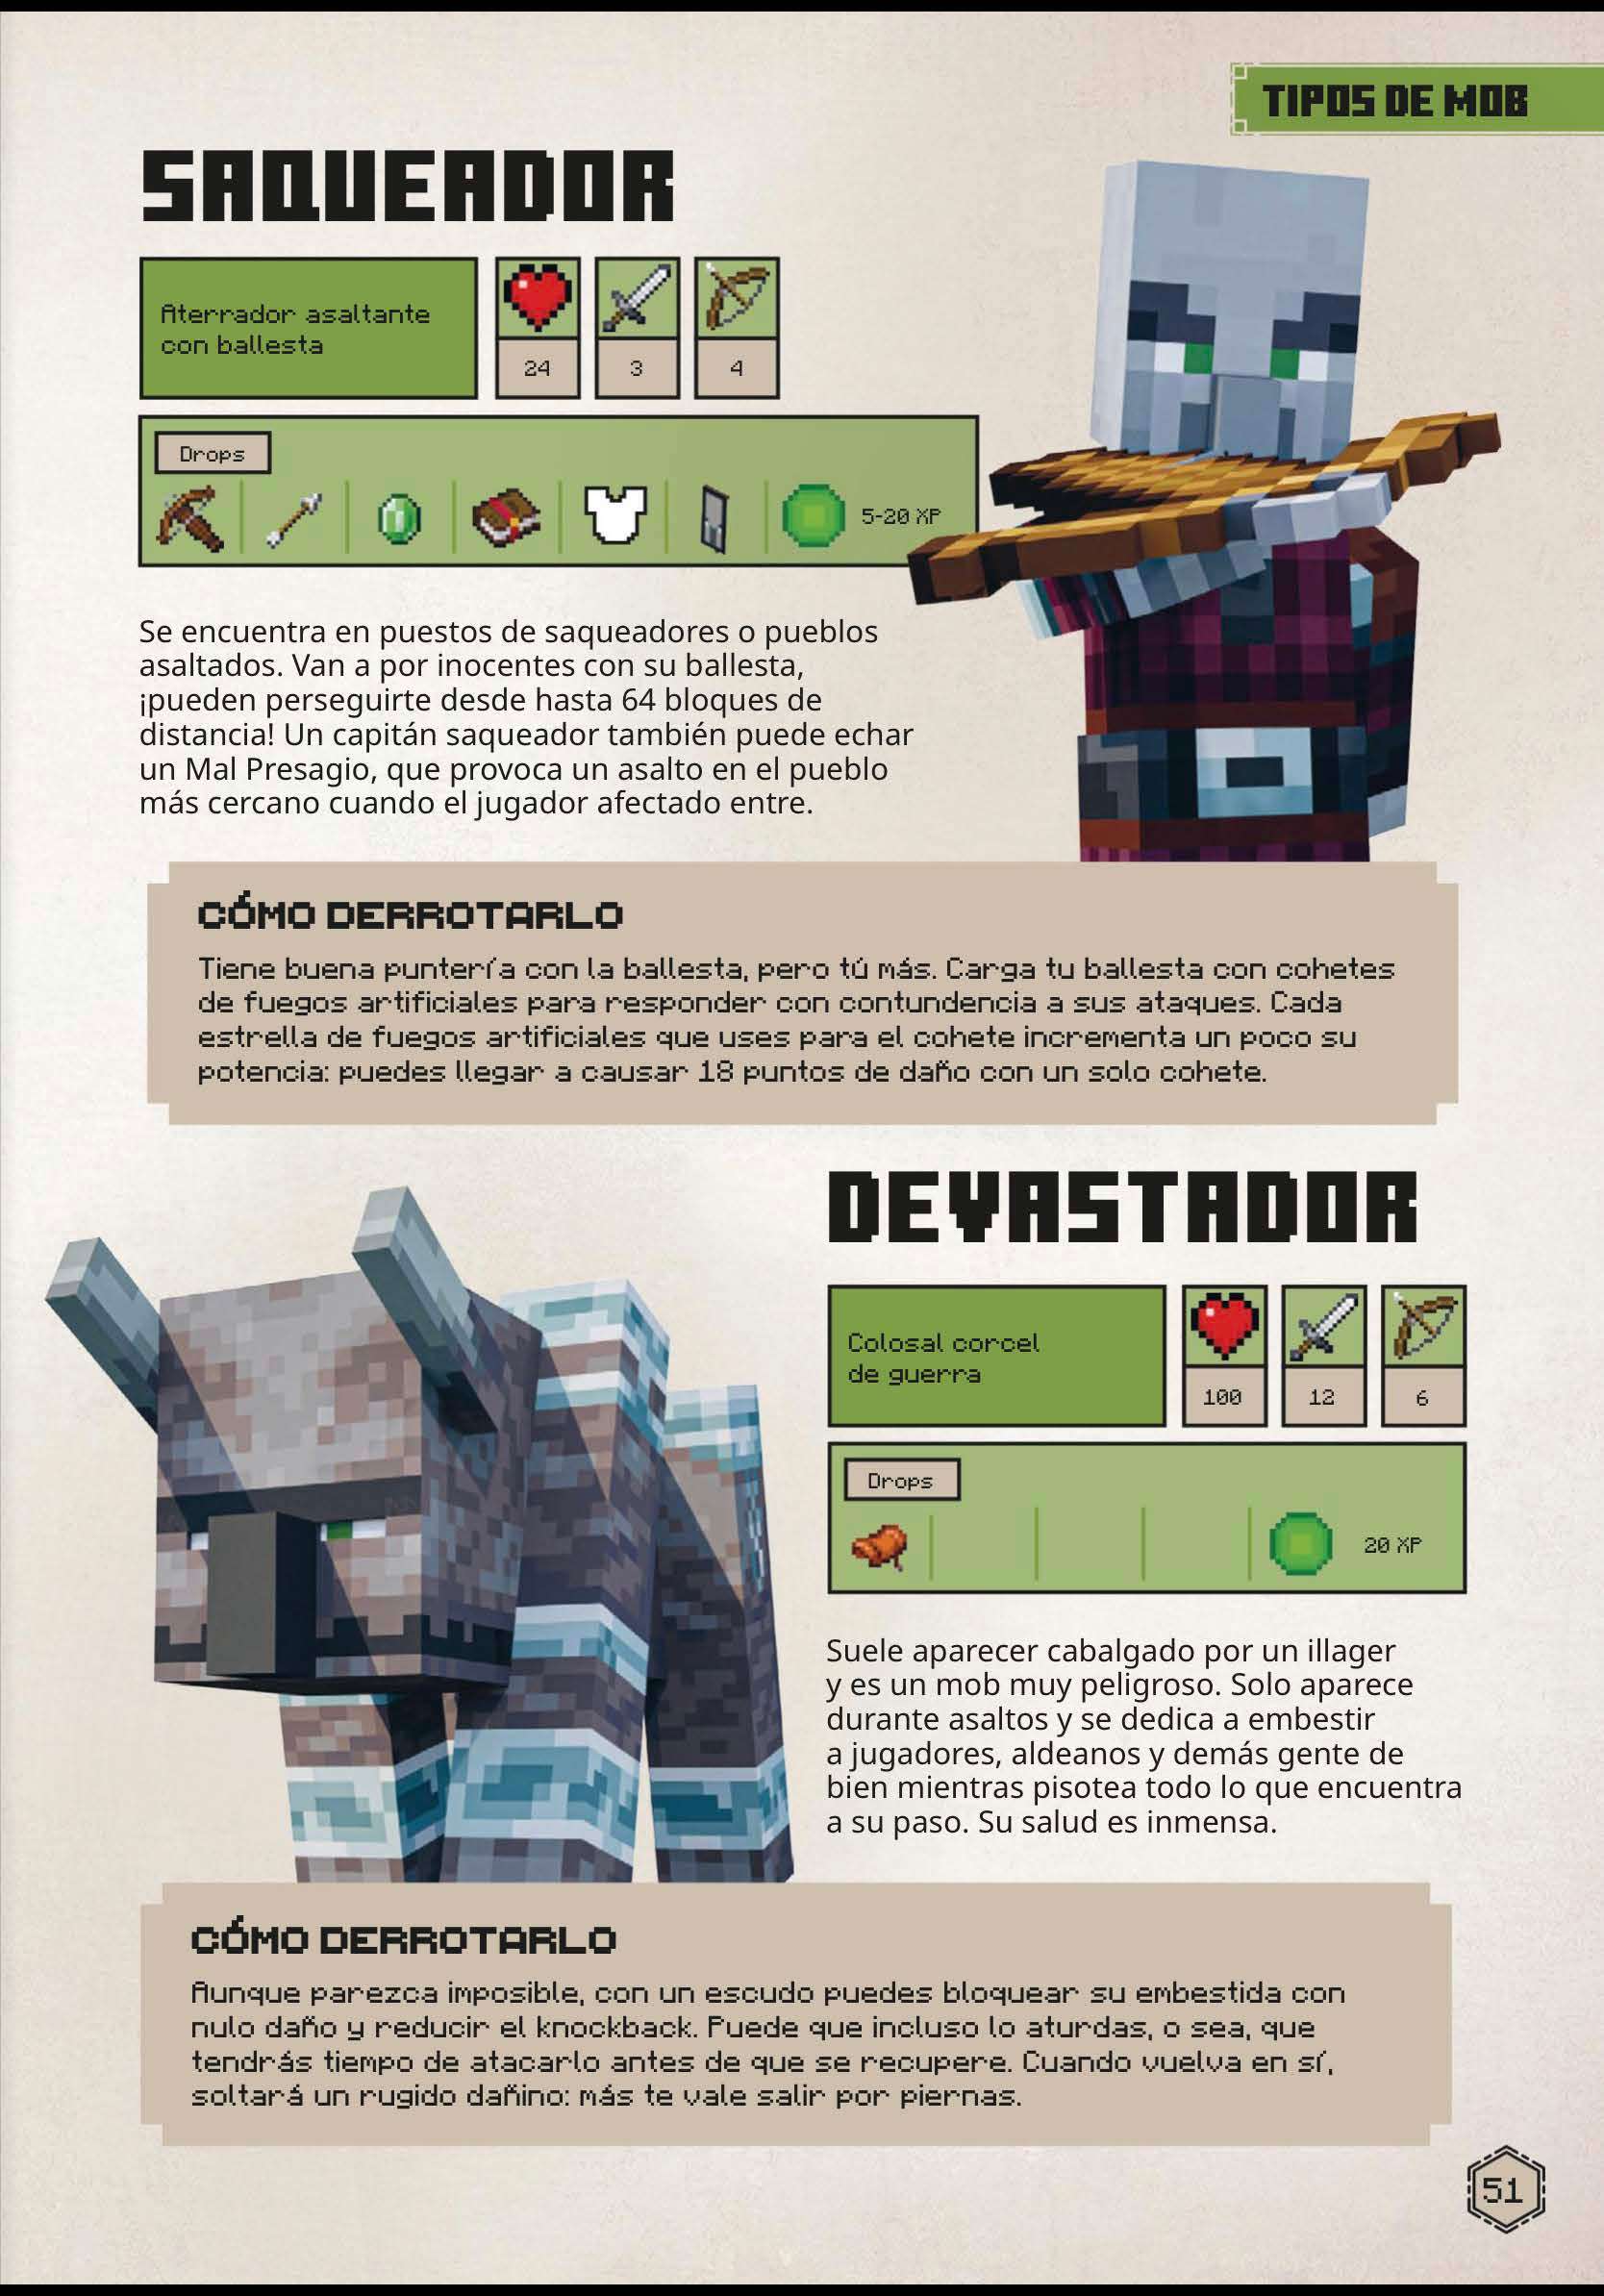 TIPOS DE MOB
SAQUEADOR
Aterrador asaltante
con ballesta
24
3
4
Drops
5-20 XP
Se encuentra en puestos de saqueadores o pueblos
asaltados. Van a por inocentes con su ballesta,
¡pueden perseguirte desde hasta 64 bloques de
distancia! Un capitán saqueador también puede echar
un Mal Presagio, que provoca un asalto en el pueblo
más cercano cuando el jugador afectado entre.
CÓMO DERROTARLO
Tiene buena puntería con la ballesta, pero tú más. Carga tu ballesta con cohetes
de fuegos artificiales para responder con contundencia a sus ataques. Cada
estrella de fuegos artificiales que uses para el cohete incrementa un poco su
potencia: puedes llegar a causar 18 puntos de daño con un solo cohete.
DEVASTADOR
Colosal corcel
de guerra
100
12
6
Drops
20 XP
Suele aparecer cabalgado por un illager
y es un mob muy peligroso. Solo aparece
durante asaltos y se dedica a embestir
a jugadores, aldeanos y demás gente de
bien mientras pisotea todo lo que encuentra
a su paso. Su salud es inmensa.
CÓMO DERROTARLO
Aunque parezca imposible, con un escudo puedes bloquear su embestida con
nulo daño y reducir el knockback. Puede que incluso lo aturdas, o sea, que
tendrás tiempo de atacarlo antes de que se recupere. Cuando vuelva en sí,
soltará un rugido dañino: más te vale salir por piernas.
51